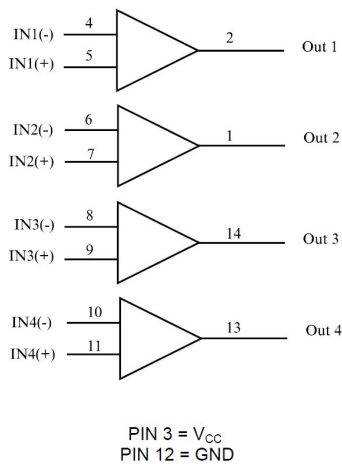 IN1(-) 4
2 Out 1
IN1(+) 5
IN2(-) 6
1 Out 2
IN2(+) 7
IN3(-) 8
14 Out 3
IN3(+) 9
IN4(-) 10
13 Out 4
IN4(+) 11
PIN 3 = VCC
PIN 12 = GND